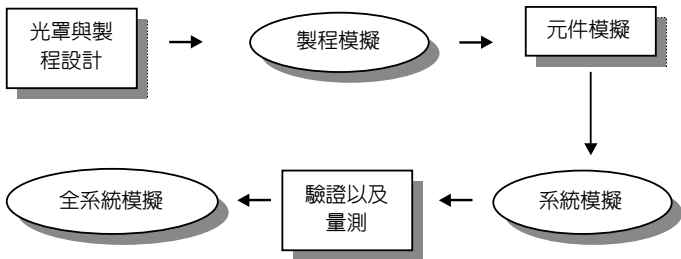 光罩與製
程設計
製程模擬
元件模擬
系統模擬
驗證以及
量測
全系統模擬